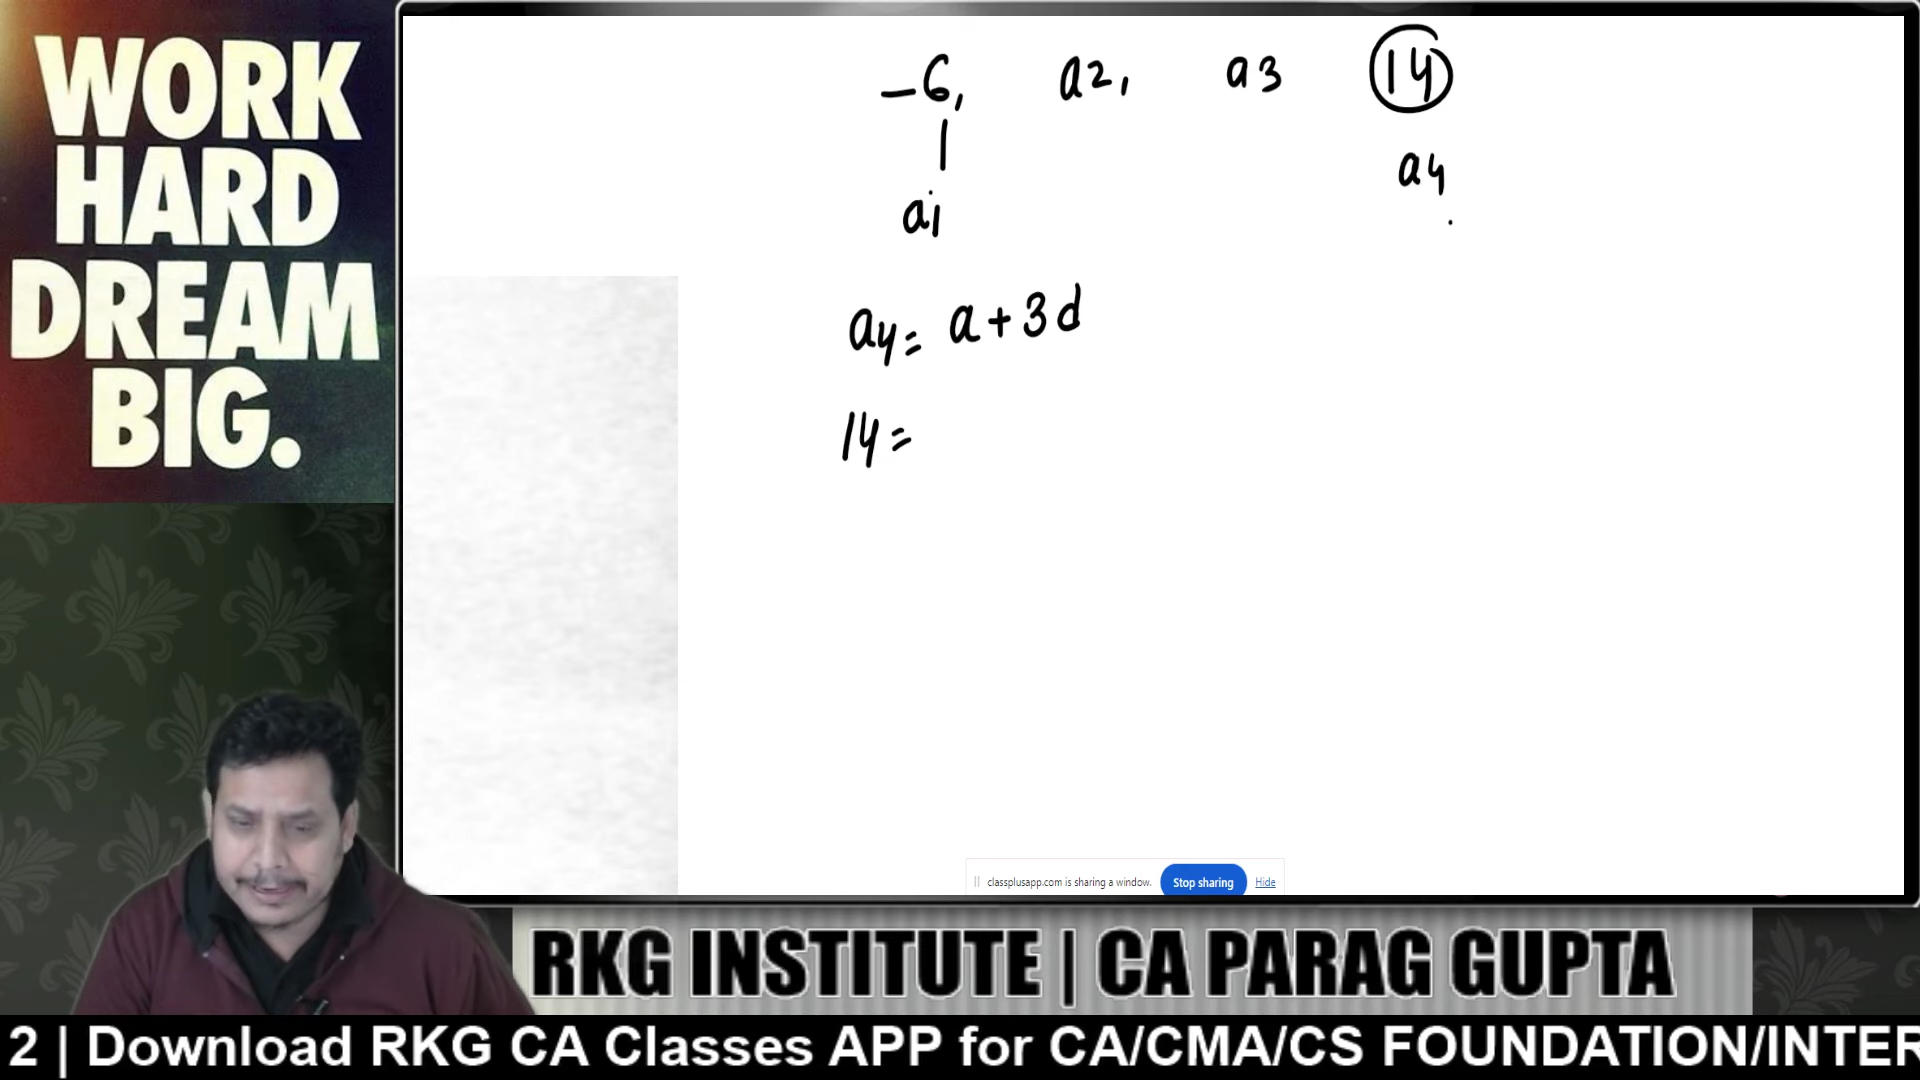 WORK
HARD
DREAM
BIG.
-6, a2, a3 14
a1 a4
a4 = a + 3d
14 =
classplusapp.com is sharing a window. Stop sharing Hide
RKG INSTITUTE | CA PARAG GUPTA
2 | Download RKG CA Classes APP for CA/CMA/CS FOUNDATION/INTER